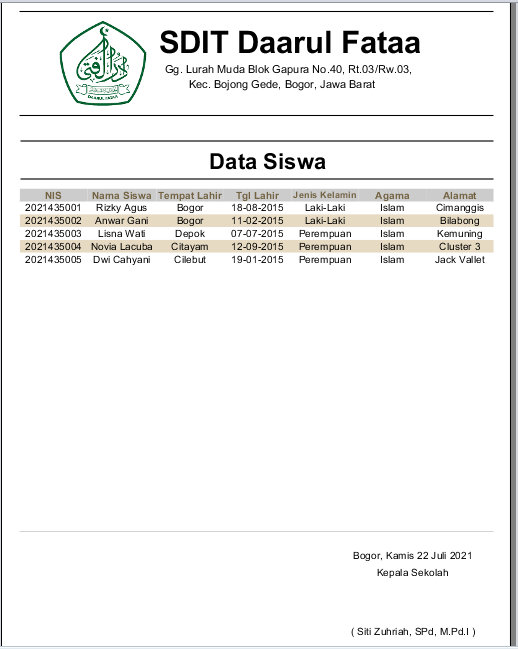 SDIT Daarul Fataa
Gg. Lurah Muda Blok Gapura No.40, Rt.03/Rw.03,
Kec. Bojong Gede, Bogor, Jawa Barat
Data Siswa
NIS Nama Siswa Tempat Lahir Tgl Lahir Jenis Kelamin Agama Alamat
2021435001 Rizky Agus Bogor 18-08-2015 Laki-Laki Islam Cimanggis
2021435002 Anwar Gani Bogor 11-02-2015 Laki-Laki Islam Bilabong
2021435003 Lisna Wati Depok 07-07-2015 Perempuan Islam Kemuning
2021435004 Novia Lacuba Citayam 12-09-2015 Perempuan Islam Cluster 3
2021435005 Dwi Cahyani Cilebut 19-01-2015 Perempuan Islam Jack Vallet
Bogor, Kamis 22 Juli 2021
Kepala Sekolah
( Siti Zuhriah, SPd, M.Pd.I )